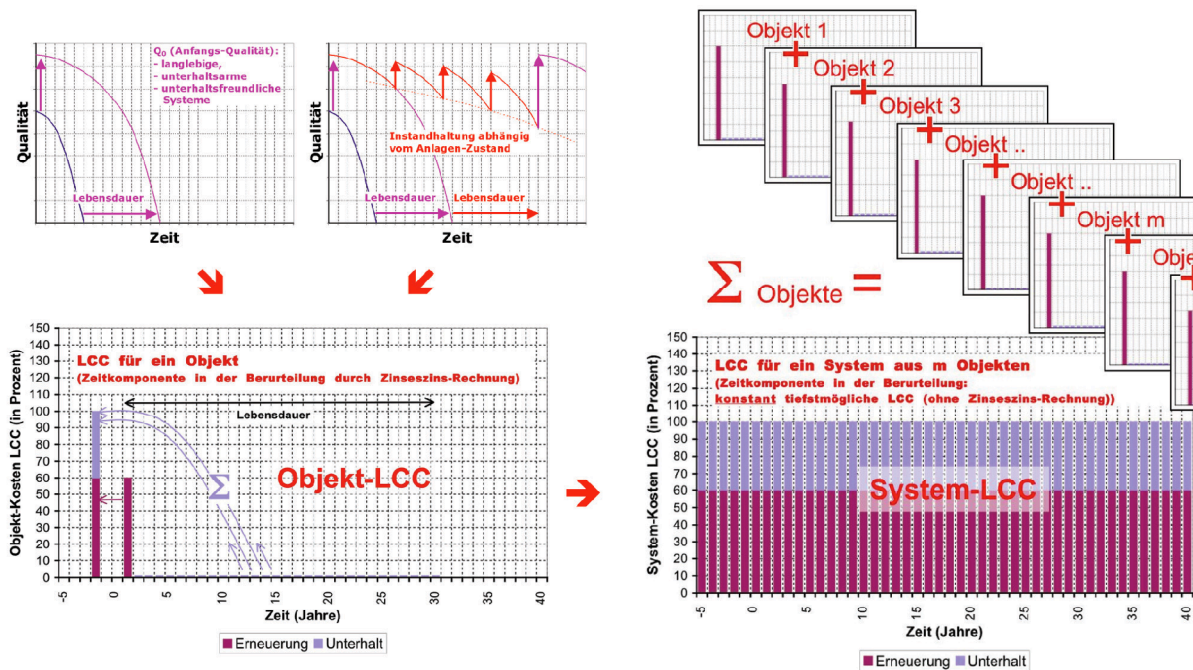 Q₀ (Anfangs-Qualität):
- langlebige,
- unterhaltsarme
- unterhaltsfreundliche
Systeme
Qualität
Lebensdauer
Zeit
Qualität
Instandhaltung abhängig
vom Anlagen-Zustand
Lebensdauer
Lebensdauer
Zeit
Objekt 1
Objekt 2
Objekt 3
Objekt ..
Objekt ..
Objekt m
Obje
Σ Objekte =
LCC für ein Objekt
(Zeitkomponente in der Berurteilung durch Zinseszins-Rechnung)
Lebensdauer
Σ
Objekt-LCC
Objekt-Kosten LCC (in Prozent)
150
140
130
120
110
100
90
80
70
60
50
40
30
20
10
0
-5 0 5 10 15 20 25 30 35 40
Zeit (Jahre)
Erneuerung Unterhalt
LCC für ein System aus m Objekten
(Zeitkomponente in der Berurteilung:
konstant tiefstmögliche LCC (ohne Zinseszins-Rechnung))
System-LCC
System-Kosten LCC (in Prozent)
150
140
130
120
110
100
90
80
70
60
50
40
30
20
10
0
-5 0 5 10 15 20 25 30 35 40
Zeit (Jahre)
Erneuerung Unterhalt